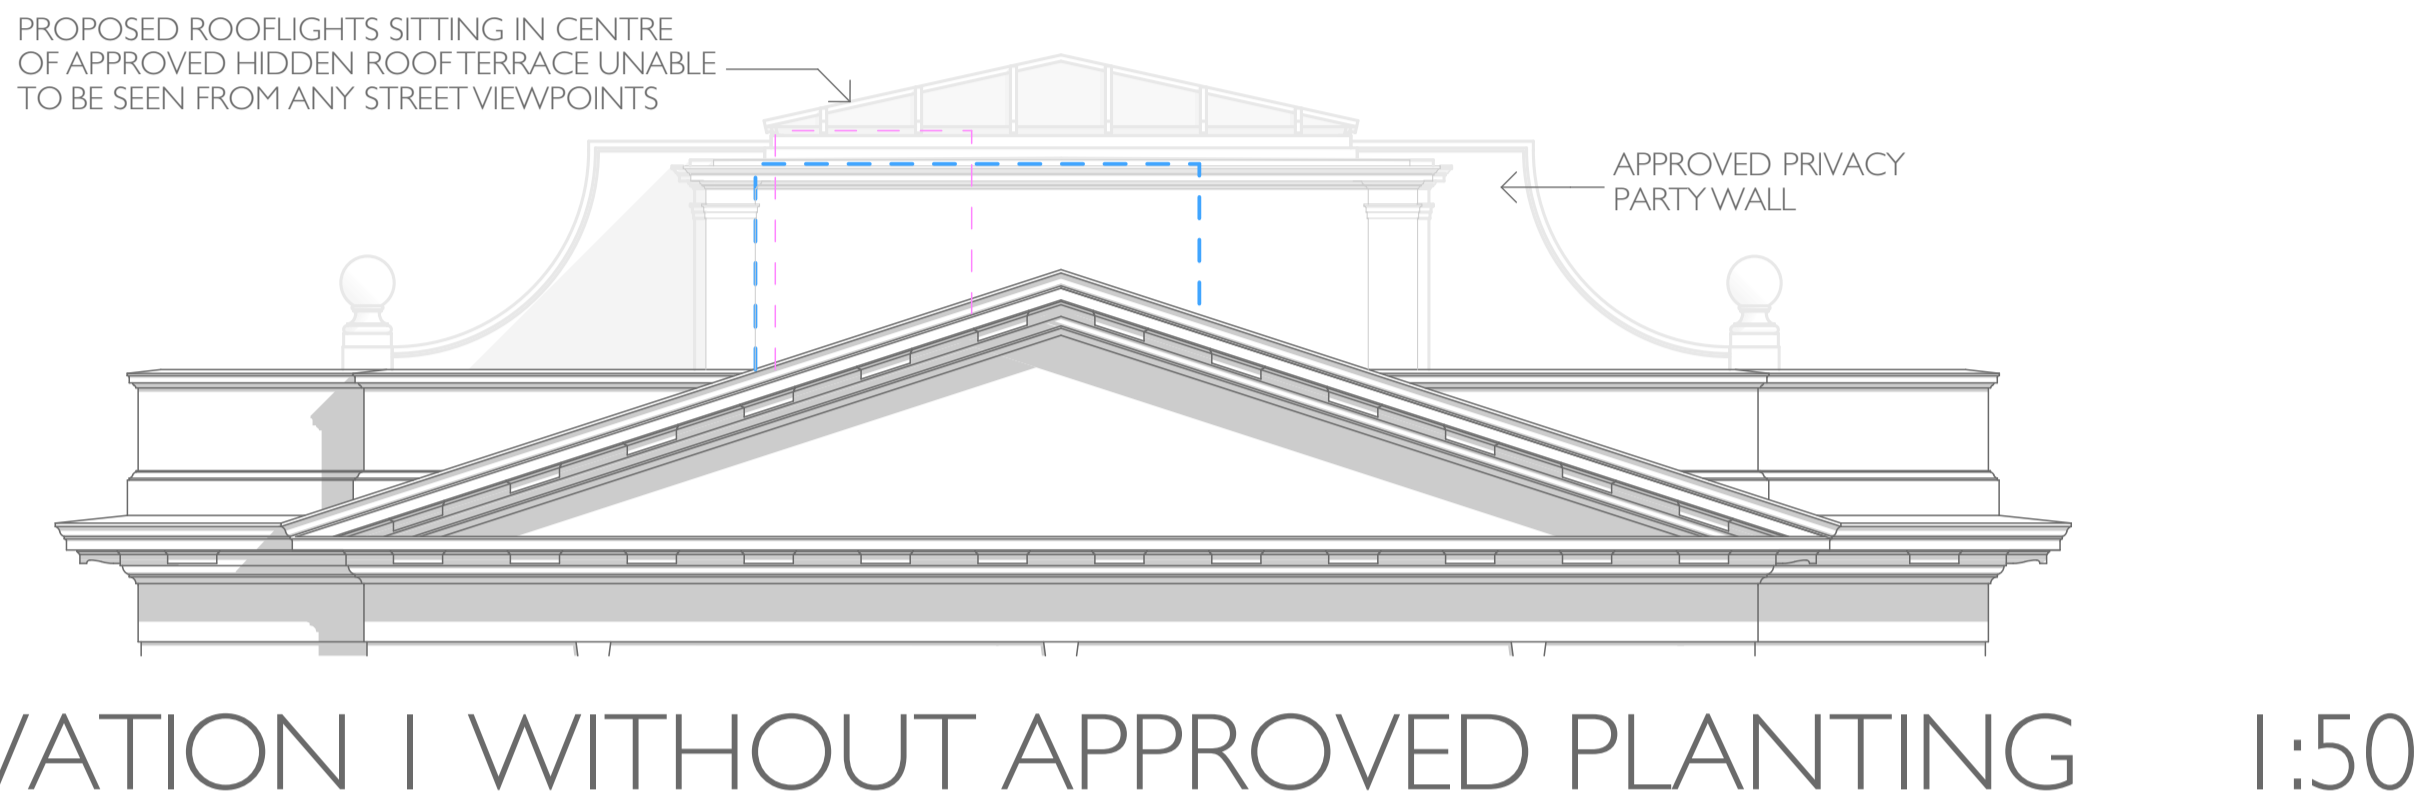 PROPOSED ROOFLIGHTS SITTING IN CENTRE
OF APPROVED HIDDEN ROOF TERRACE UNABLE
TO BE SEEN FROM ANY STREET VIEWPOINTS
APPROVED PRIVACY
PARTY WALL
VATION 1 WITHOUT APPROVED PLANTING 1:50